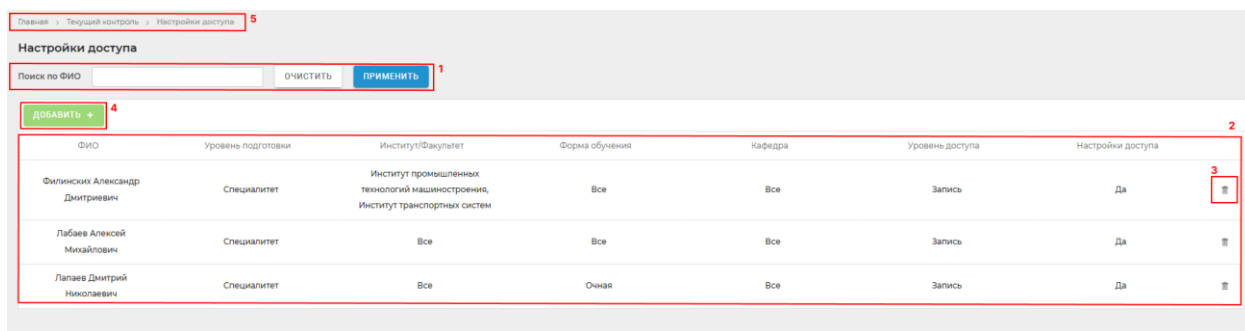 Главная > Текущий контроль > Настройки доступа 5
Настройки доступа
Поиск по ФИО ОЧИСТИТЬ ПРИМЕНИТЬ 1
ДОБАВИТЬ + 4
2
ФИО Уровень подготовки Институт/Факультет Форма обучения Кафедра Уровень доступа Настройки доступа
3
Филинских Александр
Дмитриевич
Специалитет
Институт промышленных
технологий машиностроения,
Институт транспортных систем
Все Все Запись Да
Лабаев Алексей
Михайлович
Специалитет Все Все Все Запись Да
Лапаев Дмитрий
Николаевич
Специалитет Все Очная Все Запись Да